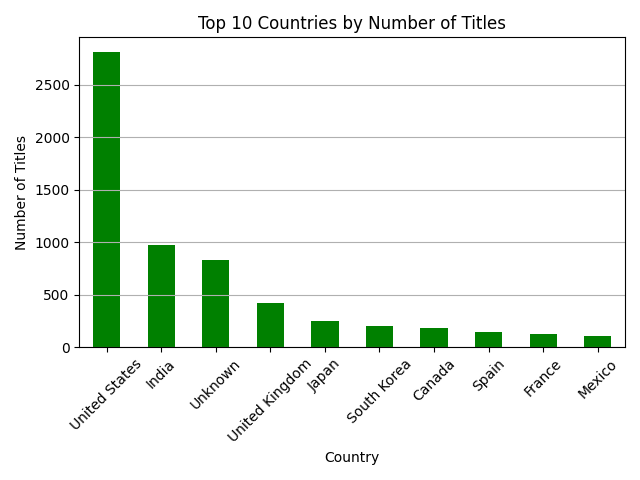 Top 10 Countries by Number of Titles
Number of Titles
2500
2000
1500
1000
500
0
United States
India
Unknown
United Kingdom
Japan
South Korea
Canada
Spain
France
Mexico
Country